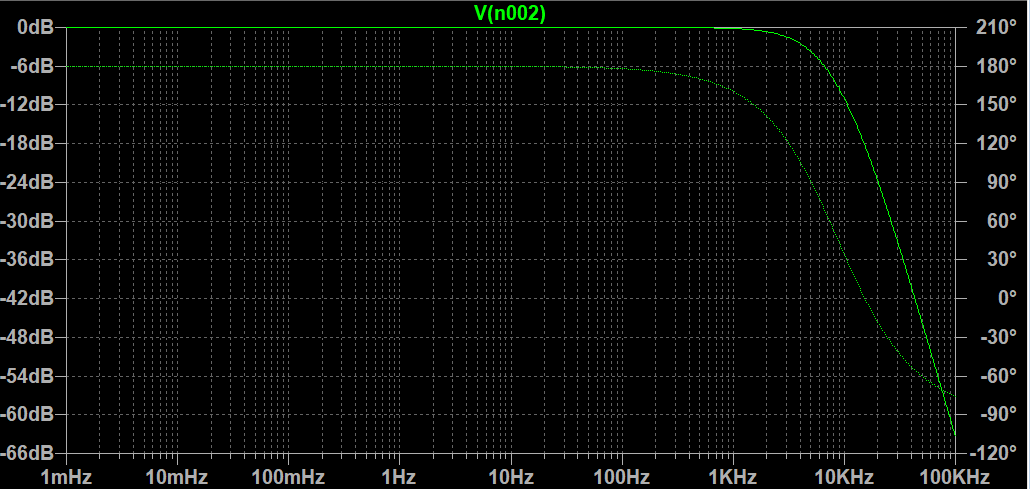 V(n002)
0dB 210°
-6dB 180°
-12dB 150°
-18dB 120°
-24dB 90°
-30dB 60°
-36dB 30°
-42dB 0°
-48dB -30°
-54dB -60°
-60dB -90°
-66dB -120°
1mHz 10mHz 100mHz 1Hz 10Hz 100Hz 1KHz 10KHz 100KHz